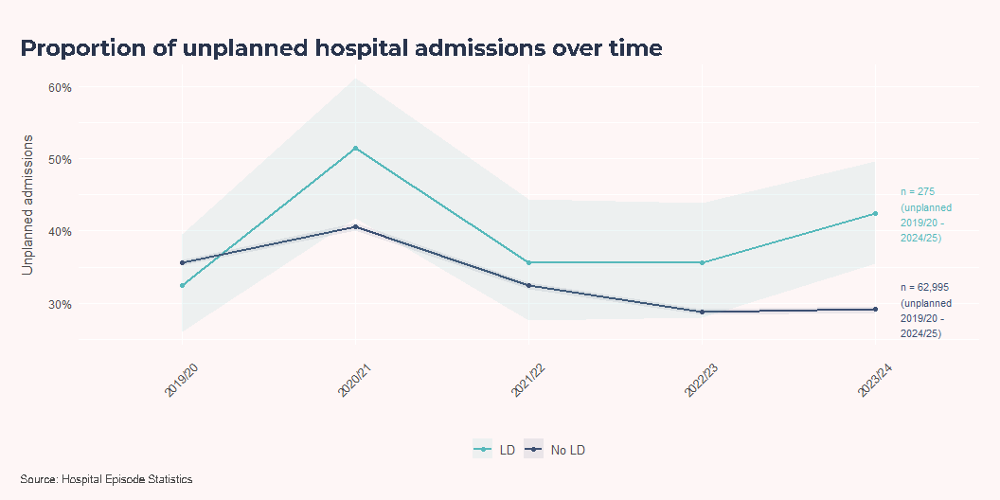 Proportion of unplanned hospital admissions over time
Unplanned admissions
60%
50%
40%
30%
n = 275
(unplanned
2019/20 -
2024/25)
n = 62,995
(unplanned
2019/20 -
2024/25)
2019/20
2020/21
2021/22
2022/23
2023/24
LD
No LD
Source: Hospital Episode Statistics